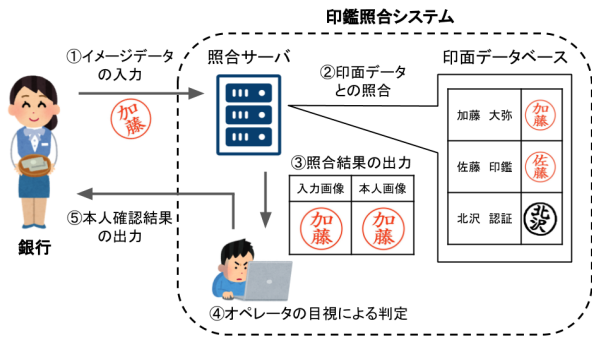 印鑑照合システム
①イメージデータ
の入力
加藤
照合サーバ
②印面データ
との照合
印面データベース
加藤 大弥
加藤
佐藤 印鑑
佐藤
北沢 認証
北沢
③照合結果の出力
入力画像
本人画像
加藤
加藤
⑤本人確認結果
の出力
銀行
④オペレータの目視による判定